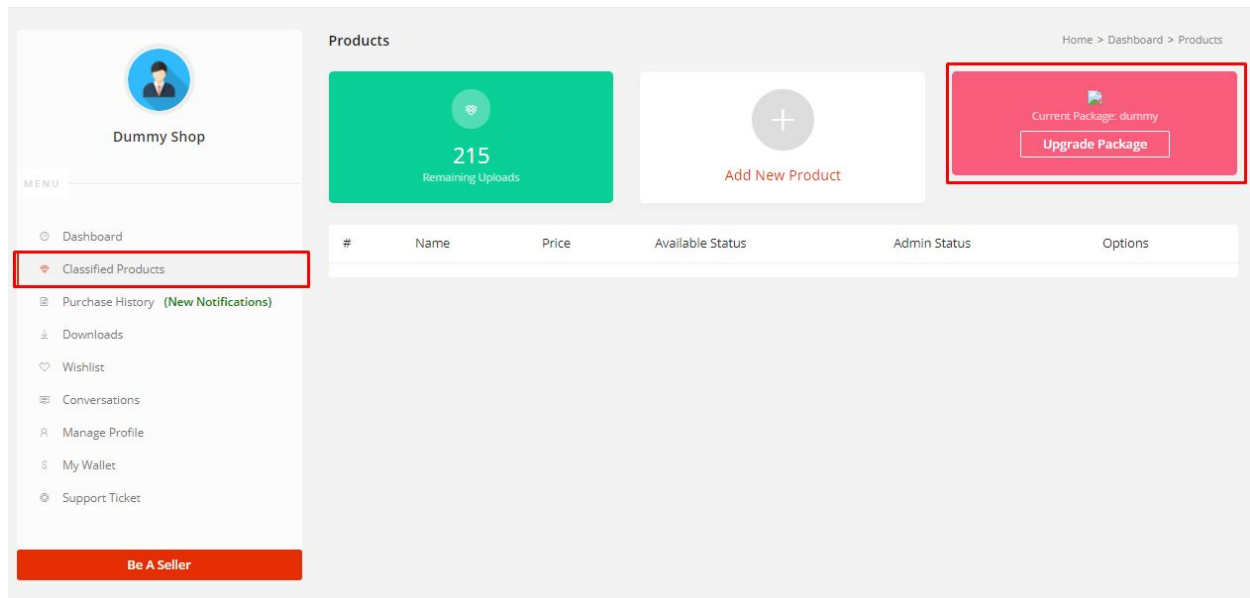 Products
Home > Dashboard > Products
Dummy Shop
MENU
Dashboard
Classified Products
Purchase History (New Notifications)
Downloads
Wishlist
Conversations
Manage Profile
My Wallet
Support Ticket
Be A Seller
215
Remaining Uploads
Add New Product
Current Package: dummy
Upgrade Package
# Name Price Available Status Admin Status Options